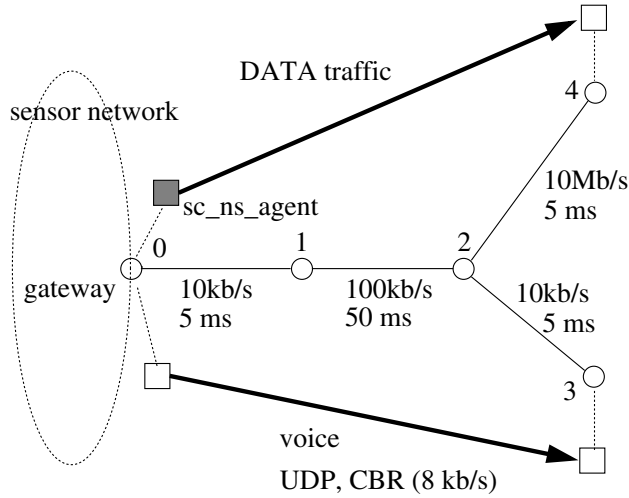 DATA traffic
4
sensor network
10Mb/s
5 ms
sc_ns_agent
0
1
2
gateway
10kb/s
5 ms
100kb/s
50 ms
10kb/s
5 ms
3
voice
UDP, CBR (8 kb/s)